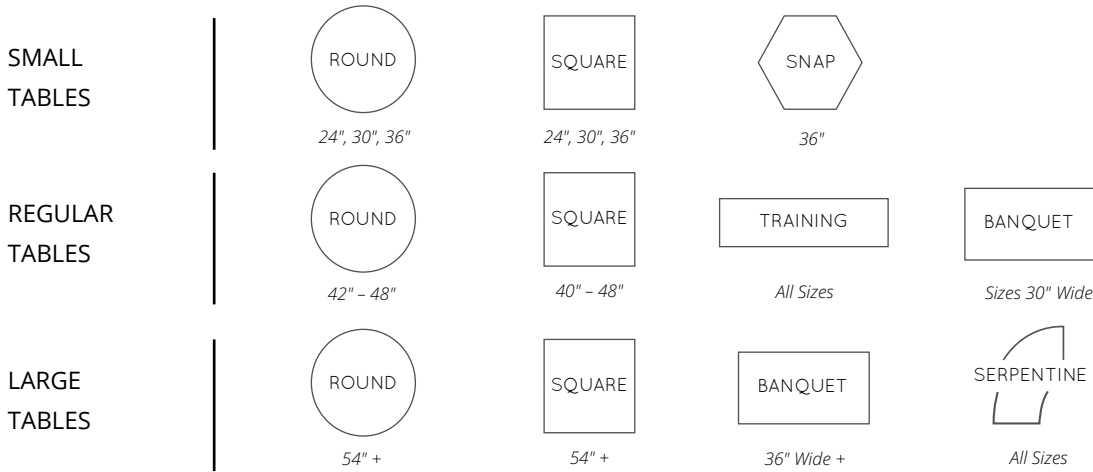 SMALL
TABLES
ROUND
SQUARE
SNAP
24", 30", 36"
24", 30", 36"
36"
REGULAR
TABLES
ROUND
SQUARE
TRAINING
BANQUET
42" – 48"
40" – 48"
All Sizes
Sizes 30" Wide
LARGE
TABLES
ROUND
SQUARE
BANQUET
SERPENTINE
54" +
54" +
36" Wide +
All Sizes